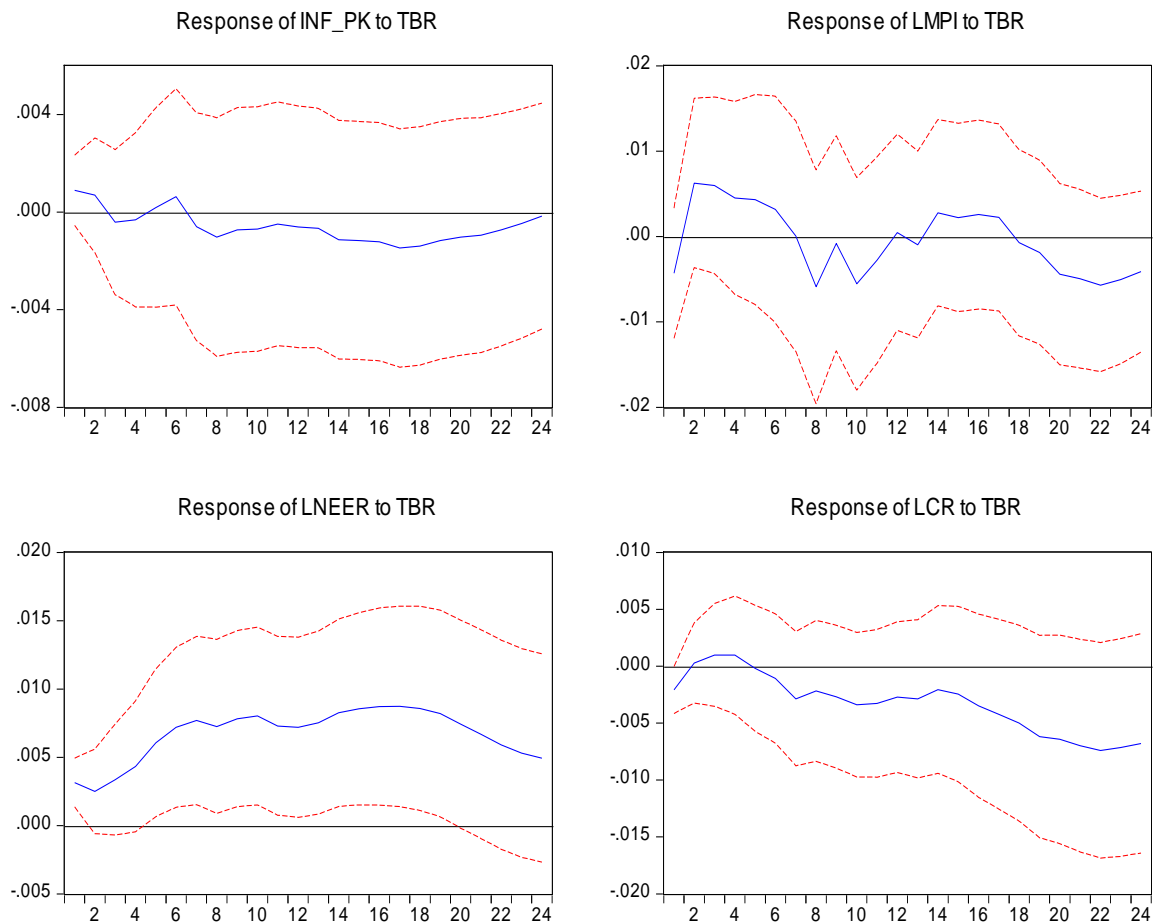 Response of INF_PK to TBR
.004
.000
-.004
-.008
2 4 6 8 10 12 14 16 18 20 22 24
Response of LMPI to TBR
.02
.01
.00
-.01
-.02
2 4 6 8 10 12 14 16 18 20 22 24
Response of LNEER to TBR
.020
.015
.010
.005
.000
-.005
2 4 6 8 10 12 14 16 18 20 22 24
Response of LCR to TBR
.010
.005
.000
-.005
-.010
-.015
-.020
2 4 6 8 10 12 14 16 18 20 22 24